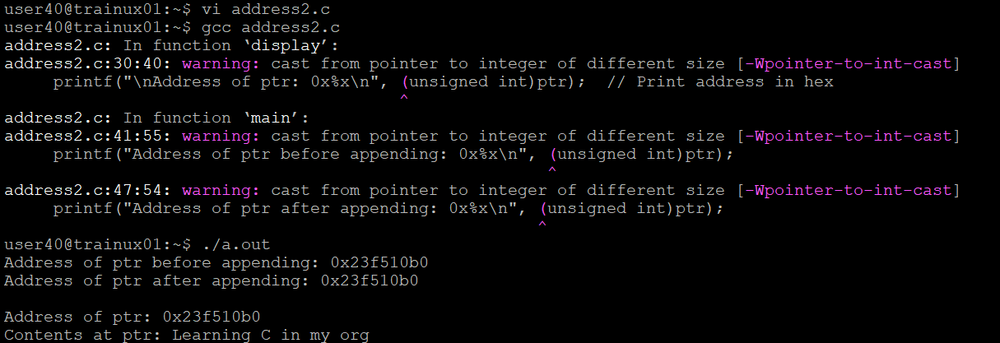 user40@trainux01:~$ vi address2.c
user40@trainux01:~$ gcc address2.c
address2.c: In function ‘display’:
address2.c:30:40: warning: cast from pointer to integer of different size [-Wpointer-to-int-cast]
     printf("\nAddress of ptr: 0x%x\n", (unsigned int)ptr);  // Print address in hex
                                        ^
address2.c: In function ‘main’:
address2.c:41:55: warning: cast from pointer to integer of different size [-Wpointer-to-int-cast]
     printf("Address of ptr before appending: 0x%x\n", (unsigned int)ptr);
                                                       ^
address2.c:47:54: warning: cast from pointer to integer of different size [-Wpointer-to-int-cast]
     printf("Address of ptr after appending: 0x%x\n", (unsigned int)ptr);
                                                      ^
user40@trainux01:~$ ./a.out
Address of ptr before appending: 0x23f510b0
Address of ptr after appending: 0x23f510b0

Address of ptr: 0x23f510b0
Contents at ptr: Learning C in my org